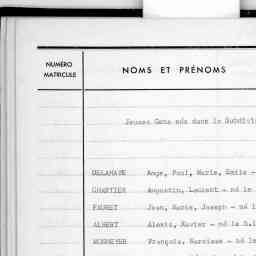 NUMÉRO
MATRICULE
NOMS ET PRÉNOMS
Jeunes Gens nés dans la Subdivi
DELAHAYE Ange, Paul, Marie, Emile -
CHARTIER Augustin, Laurent - né le
FAURET Jean, Marie, Joseph - né l
ALBERT Alexis, Xavier - né le
François, Narcisse - né le